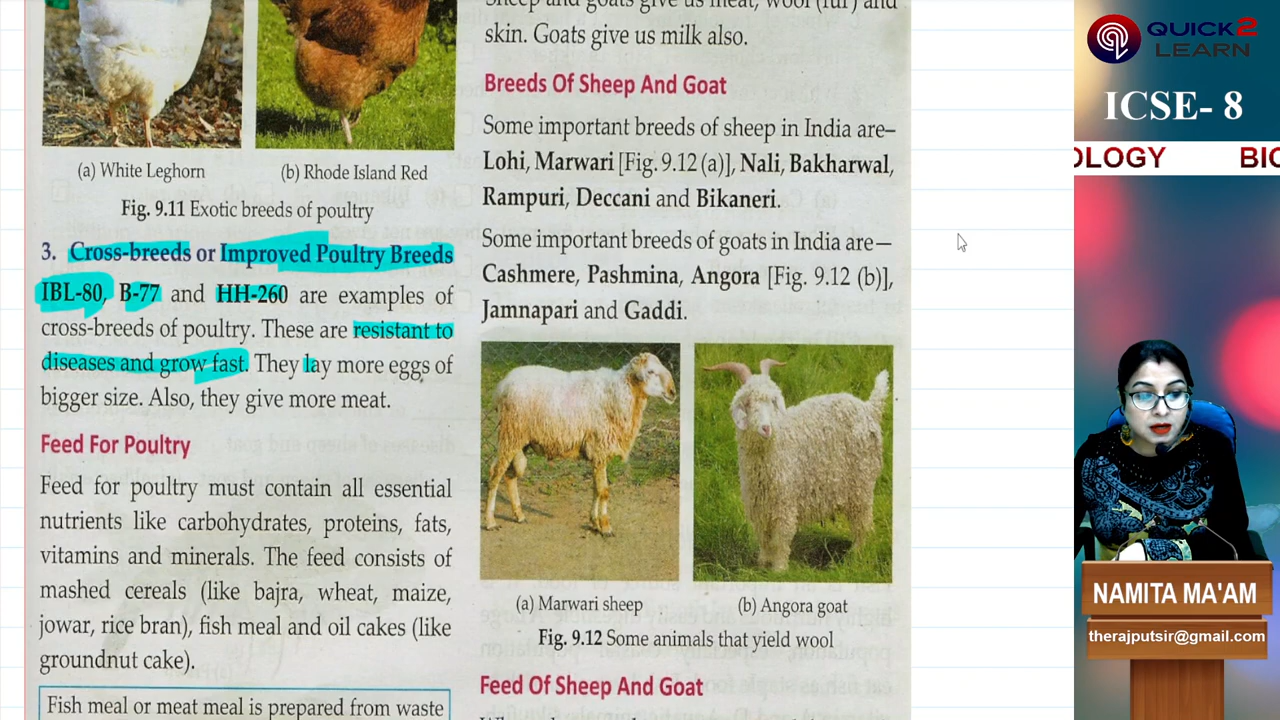 (a) White Leghorn
(b) Rhode Island Red
Fig. 9.11 Exotic breeds of poultry
3. Cross-breeds or Improved Poultry Breeds
IBL-80, B-77 and HH-260 are examples of
cross-breeds of poultry. These are resistant to
diseases and grow fast. They lay more eggs of
bigger size. Also, they give more meat.
Feed For Poultry
Feed for poultry must contain all essential
nutrients like carbohydrates, proteins, fats,
vitamins and minerals. The feed consists of
mashed cereals (like bajra, wheat, maize,
jowar, rice bran), fish meal and oil cakes (like
groundnut cake).
Fish meal or meat meal is prepared from waste
Sheep and goats give us meat, wool (fur) and
skin. Goats give us milk also.
Breeds Of Sheep And Goat
Some important breeds of sheep in India are–
Lohi, Marwari [Fig. 9.12 (a)], Nali, Bakharwal,
Rampuri, Deccani and Bikaneri.
Some important breeds of goats in India are—
Cashmere, Pashmina, Angora [Fig. 9.12 (b)],
Jamnapari and Gaddi.
(a) Marwari sheep
(b) Angora goat
Fig. 9.12 Some animals that yield wool
Feed Of Sheep And Goat
QUICK2
LEARN
ICSE- 8
OLOGY BIO
NAMITA MA'AM
therajputsir@gmail.com